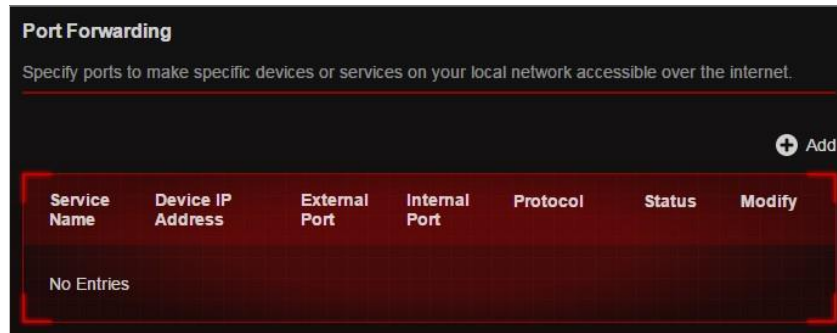 Port Forwarding
Specify ports to make specific devices or services on your local network accessible over the internet.
Add
Service Name Device IP Address External Port Internal Port Protocol Status Modify
No Entries